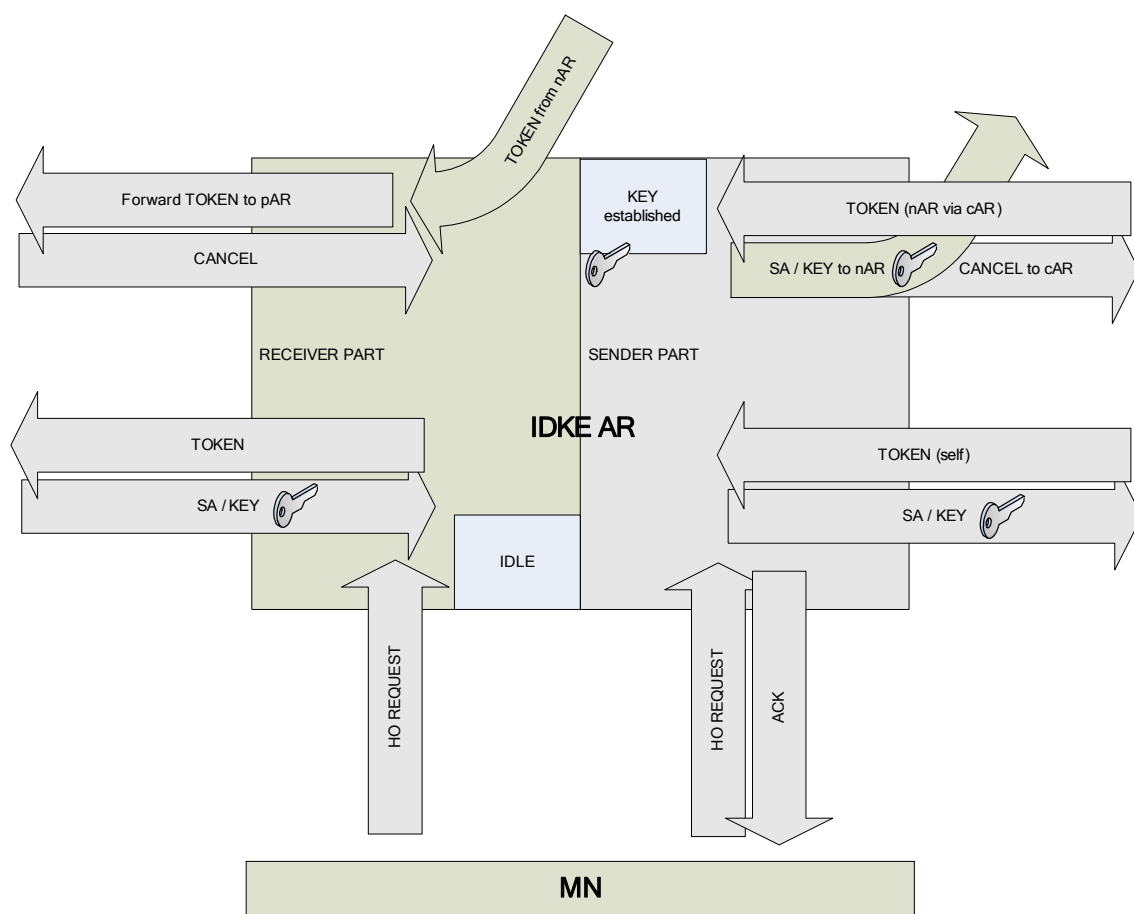 TOKEN from nAR
Forward TOKEN to pAR
CANCEL
KEY
established
TOKEN (nAR via cAR)
SA / KEY to nAR
CANCEL to cAR
RECEIVER PART
SENDER PART
IDKE AR
TOKEN
SA / KEY
TOKEN (self)
SA / KEY
IDLE
HO REQUEST
HO REQUEST
ACK
MN